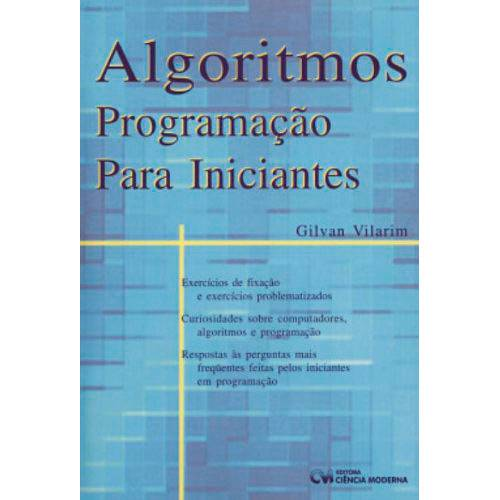 Algoritmos
Programação
Para Iniciantes
Gilvan Vilarim
Exercícios de fixação
e exercícios problematizados
Curiosidades sobre computadores,
algoritmos e programação
Respostas às perguntas mais
freqüentes feitas pelos iniciantes
em programação
EDITORA
CIÊNCIA MODERNA